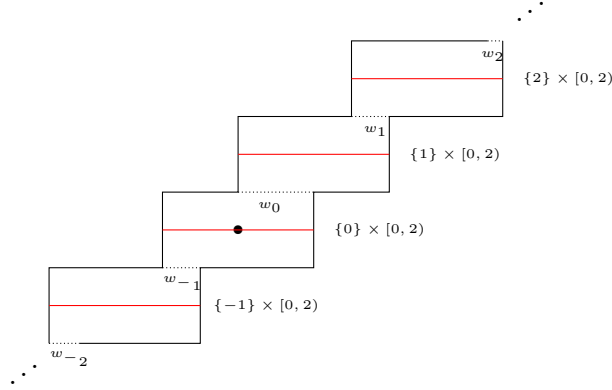 w₂
{2} × [0, 2)
w₁
{1} × [0, 2)
w₀
{0} × [0, 2)
w₋₁
{−1} × [0, 2)
w₋₂